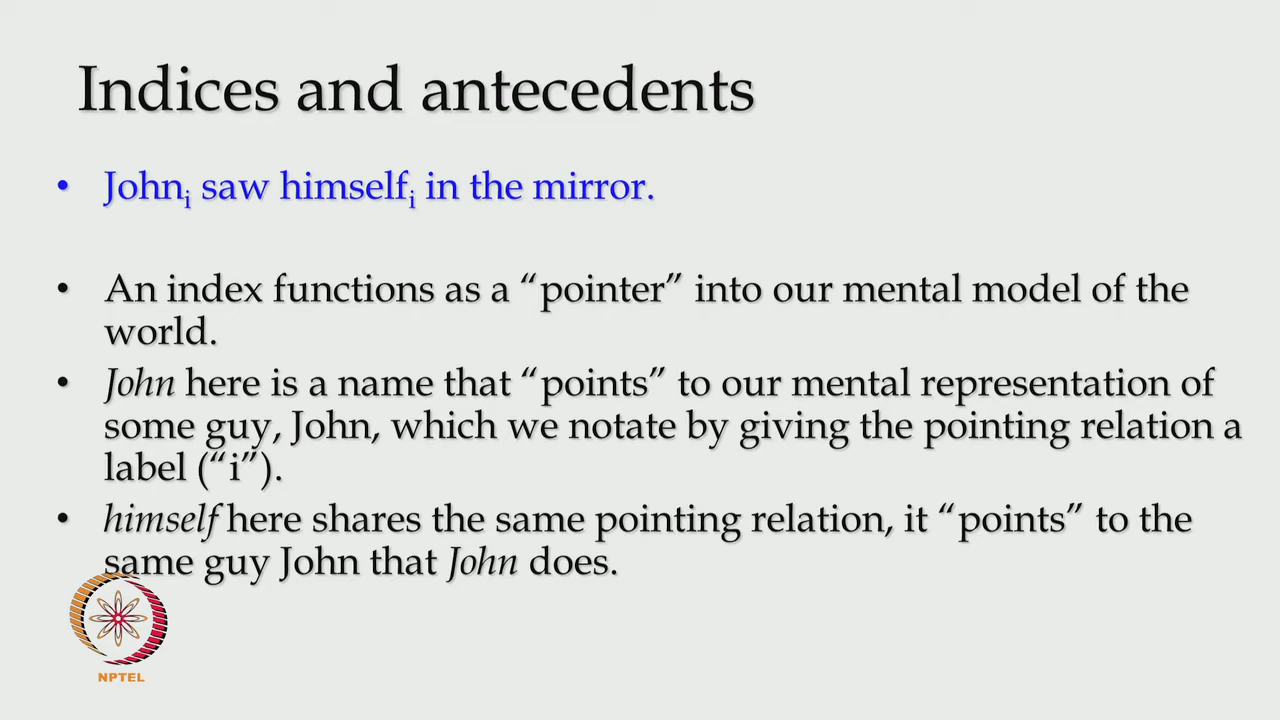 Indices and antecedents
• Johnᵢ saw himselfᵢ in the mirror.
• An index functions as a “pointer” into our mental model of the
world.
• John here is a name that “points” to our mental representation of
some guy, John, which we notate by giving the pointing relation a
label (“i”).
• himself here shares the same pointing relation, it “points” to the
same guy John that John does.
NPTEL